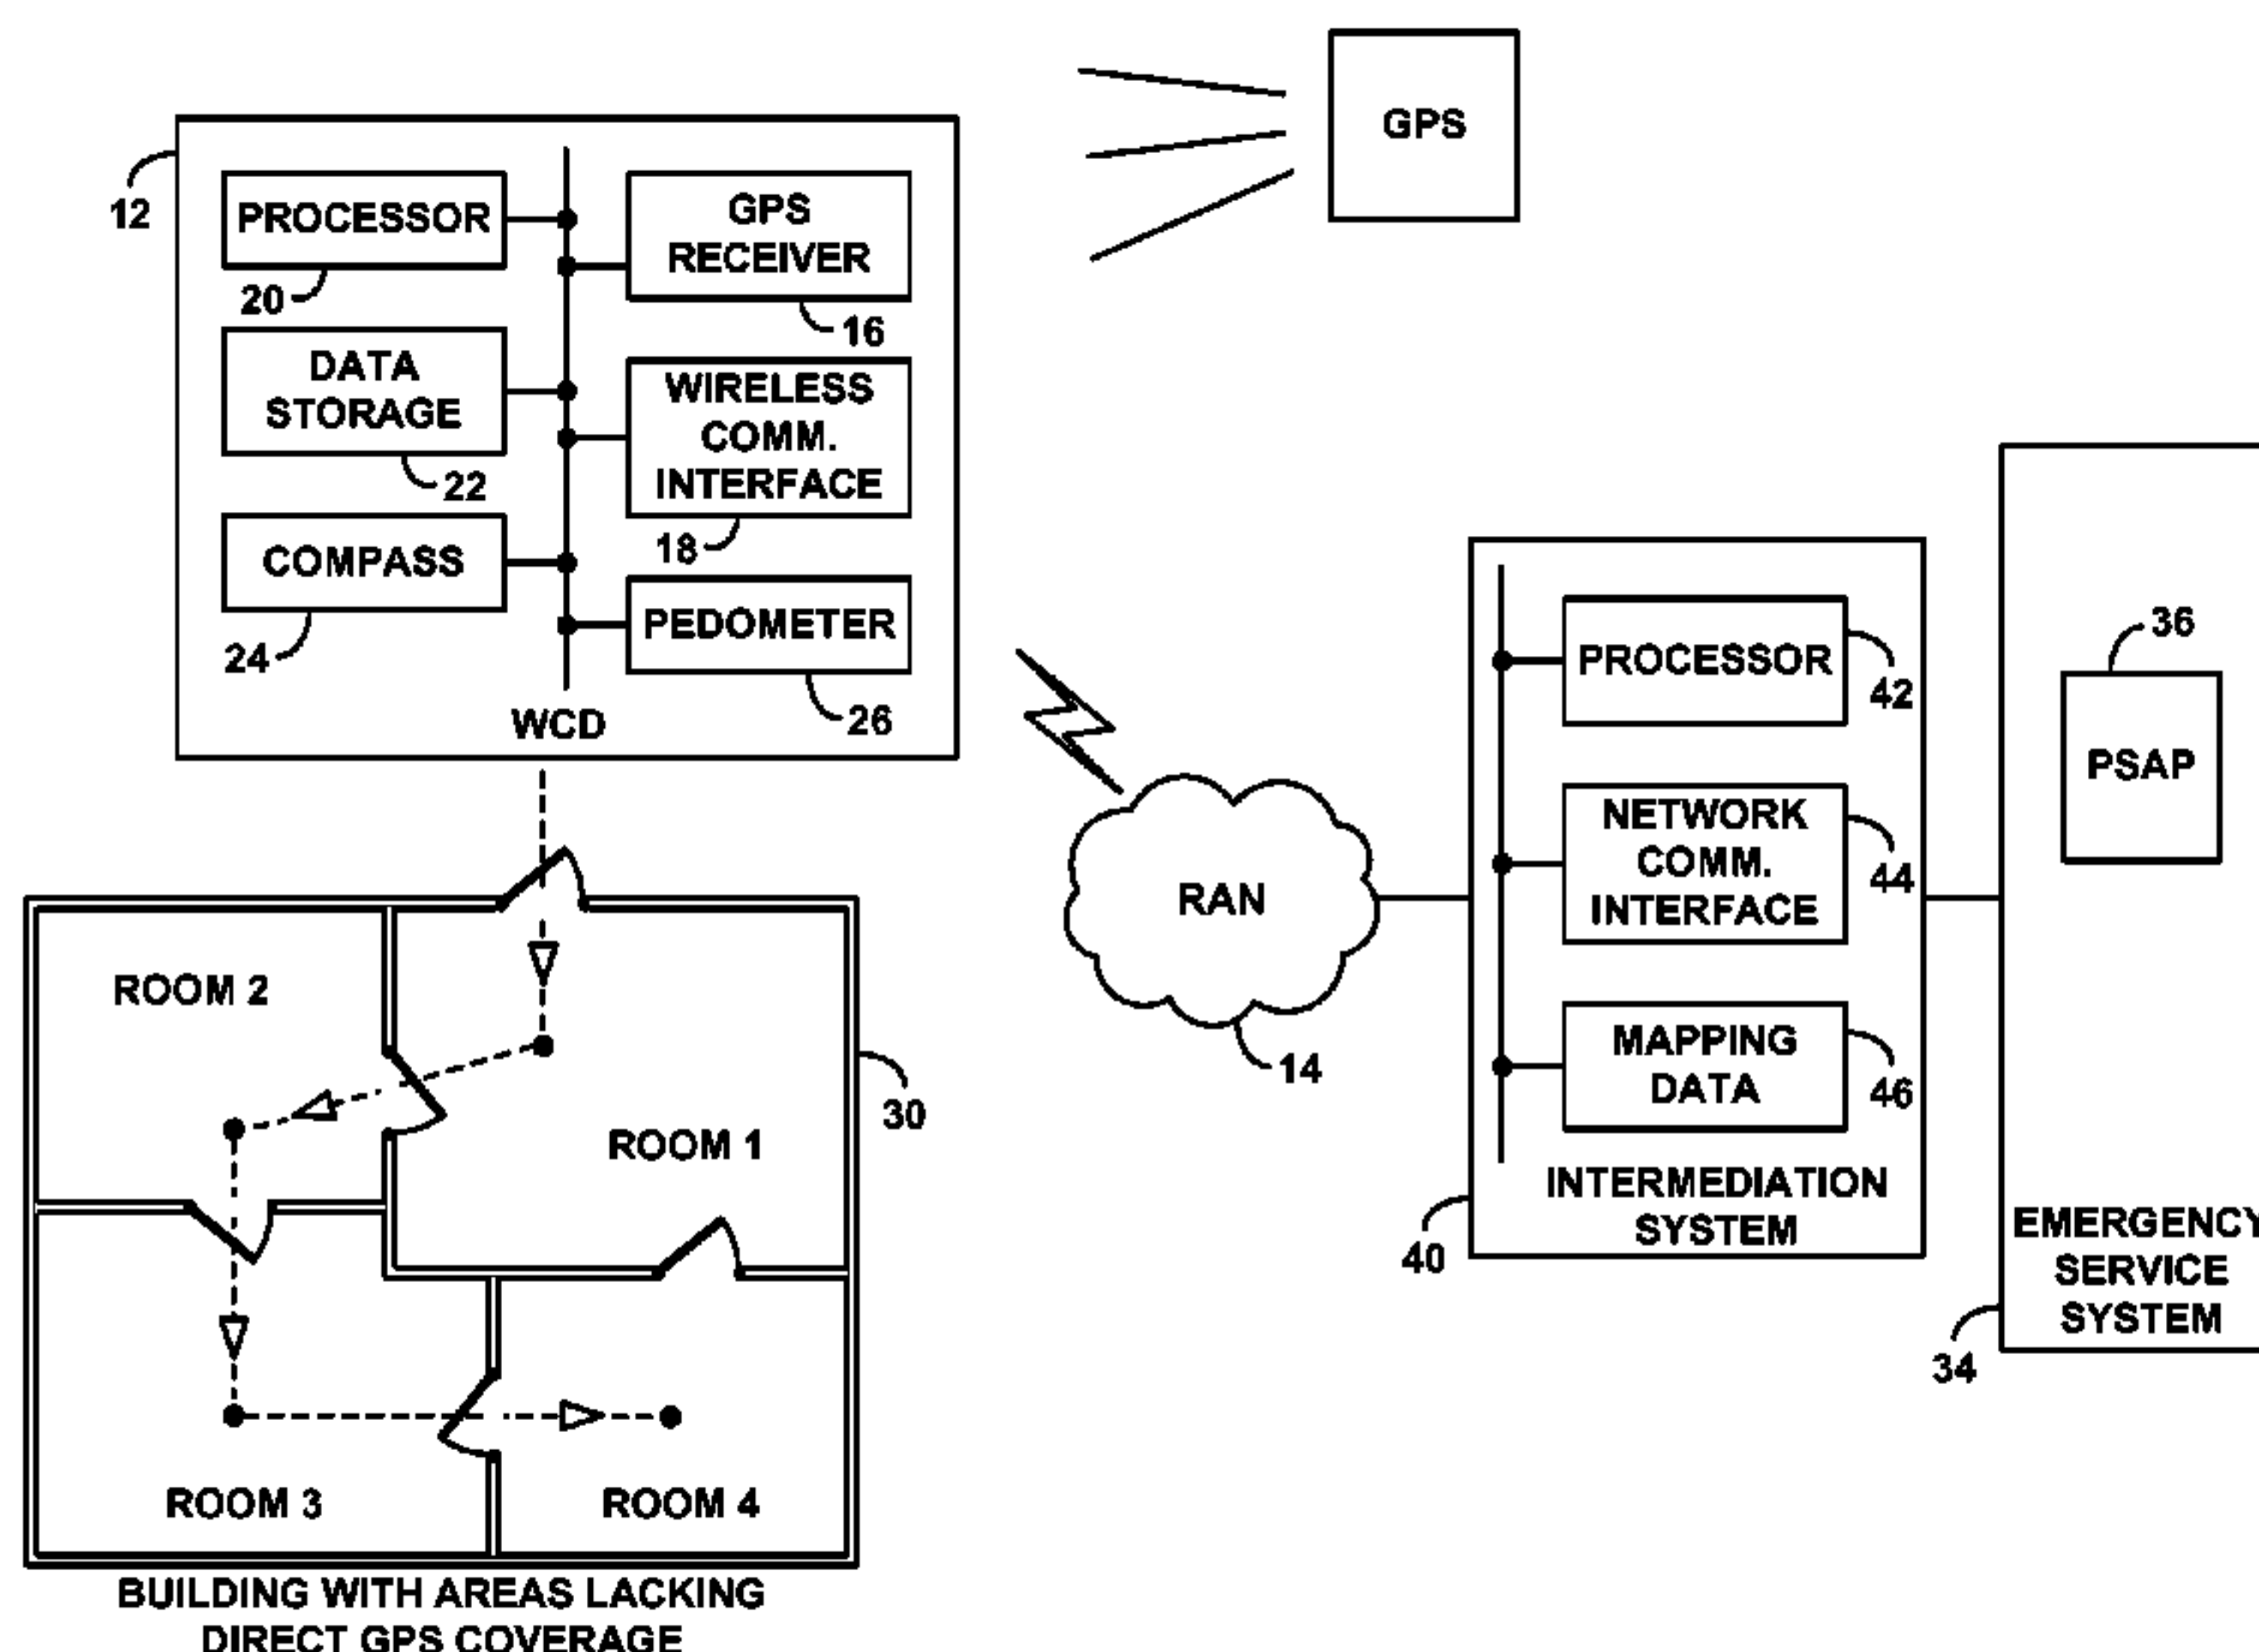 GPS
12
PROCESSOR
20
GPS
RECEIVER
16
DATA
STORAGE
22
WIRELESS
COMM.
INTERFACE
18
COMPASS
24
PEDOMETER
26
WCD
ROOM 2
ROOM 1
30
ROOM 3
ROOM 4
BUILDING WITH AREAS LACKING
DIRECT GPS COVERAGE
RAN
14
PROCESSOR
42
NETWORK
COMM.
INTERFACE
44
MAPPING
DATA
46
INTERMEDIATION
SYSTEM
40
36
PSAP
EMERGENCY
SERVICE
SYSTEM
34